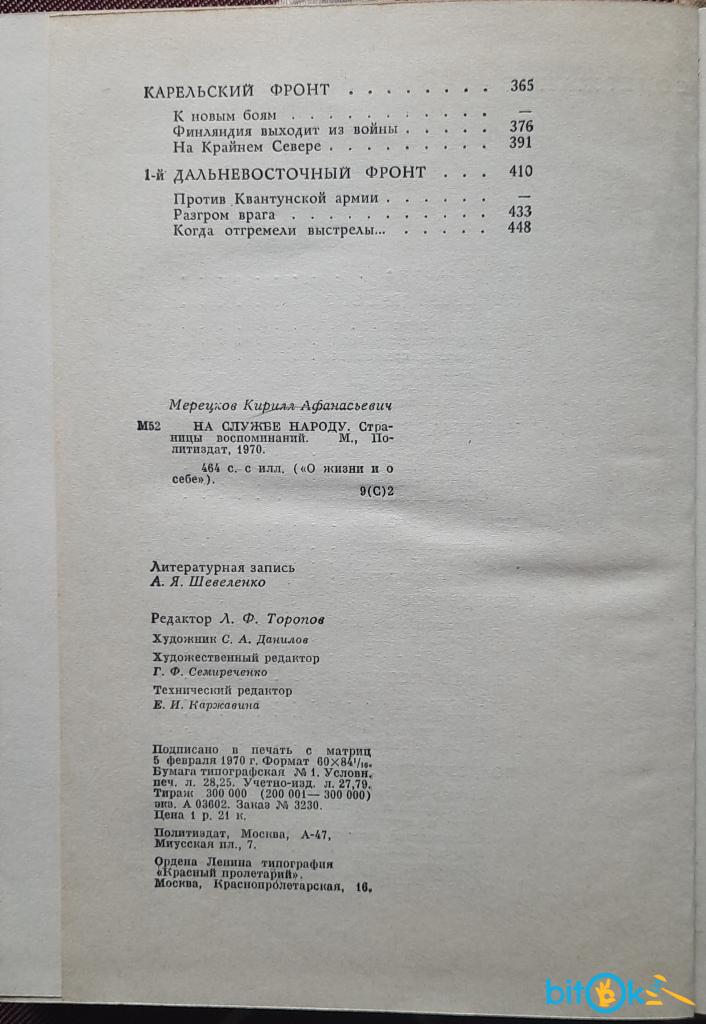 КАРЕЛЬСКИЙ ФРОНТ . . . . . . . . 365
К новым боям . . . . . . . . . . . —
Финляндия выходит из войны . . . . . 376
На Крайнем Севере . . . . . . . . . 391
1-й ДАЛЬНЕВОСТОЧНЫЙ ФРОНТ . . . . 410
Против Квантунской армии . . . . . . —
Разгром врага . . . . . . . . . . . 433
Когда отгремели выстрелы... . . . . . 448
Мерецков Кирилл Афанасьевич
М52 НА СЛУЖБЕ НАРОДУ. Стра-
ницы воспоминаний. М., По-
литиздат, 1970.
464 с. с илл. («О жизни и о
себе»).
9(С)2
Литературная запись
А. Я. Шевеленко
Редактор Л. Ф. Торопов
Художник С. А. Данилов
Художественный редактор
Г. Ф. Семиреченко
Технический редактор
Е. И. Каржавина
Подписано в печать с матриц
5 февраля 1970 г. Формат 60×84 1/16.
Бумага типографская № 1. Условн.
печ. л. 28,25. Учетно-изд. л. 27,79.
Тираж 300 000 (200 001— 300 000)
экз. А 03602. Заказ № 3230.
Цена 1 р. 21 к.
Политиздат, Москва, А-47,
Миусская пл., 7.
Ордена Ленина типография
«Красный пролетарий».
Москва, Краснопролетарская, 16.
bitok